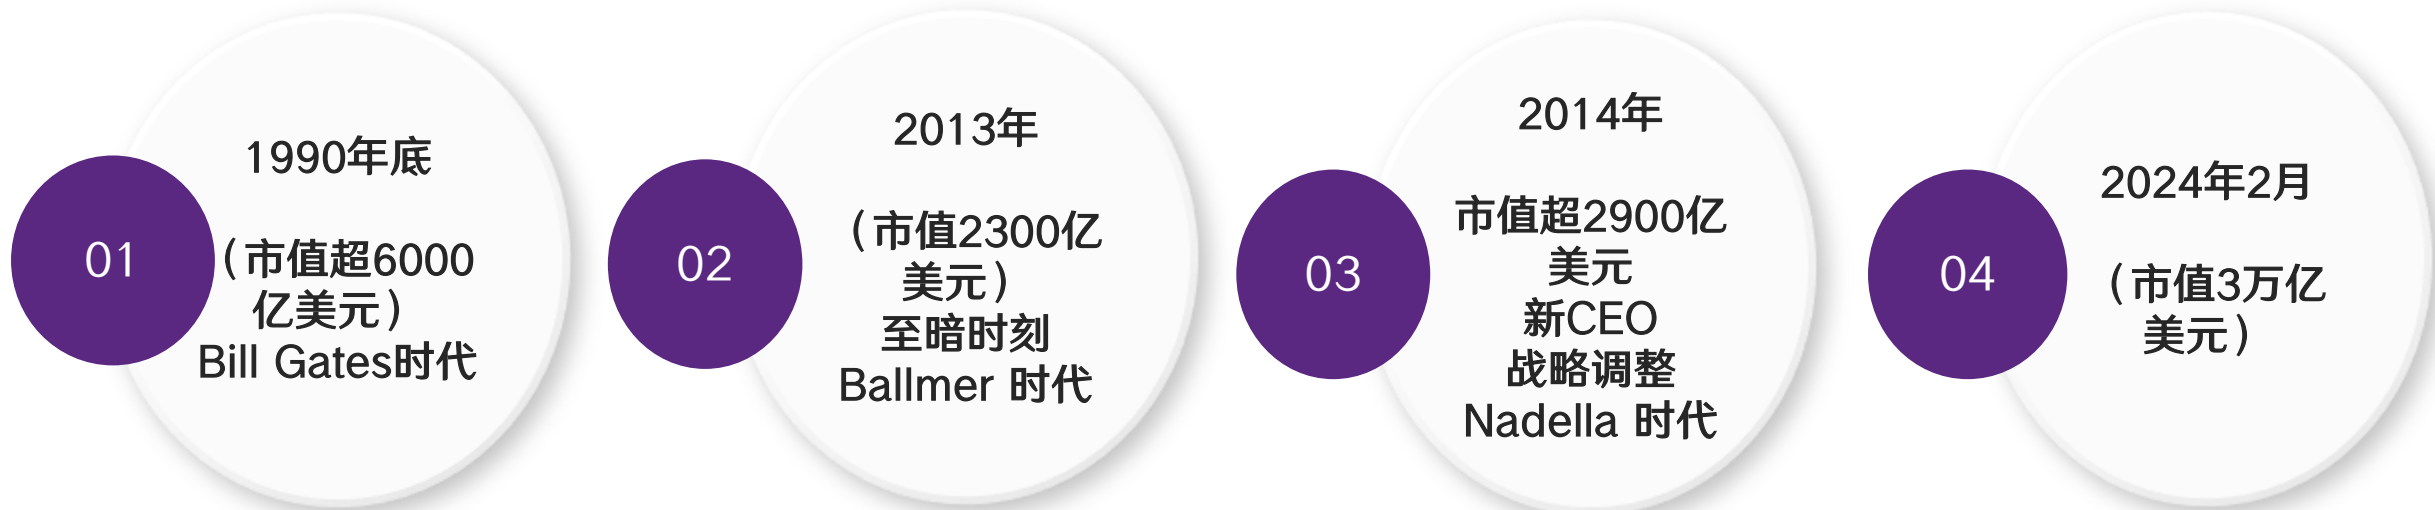 01
1990年底
（市值超6000
亿美元）
Bill Gates时代
02
2013年
（市值2300亿
美元）
至暗时刻
Ballmer 时代
03
2014年
市值超2900亿
美元
新CEO
战略调整
Nadella 时代
04
2024年2月
（市值3万亿
美元）